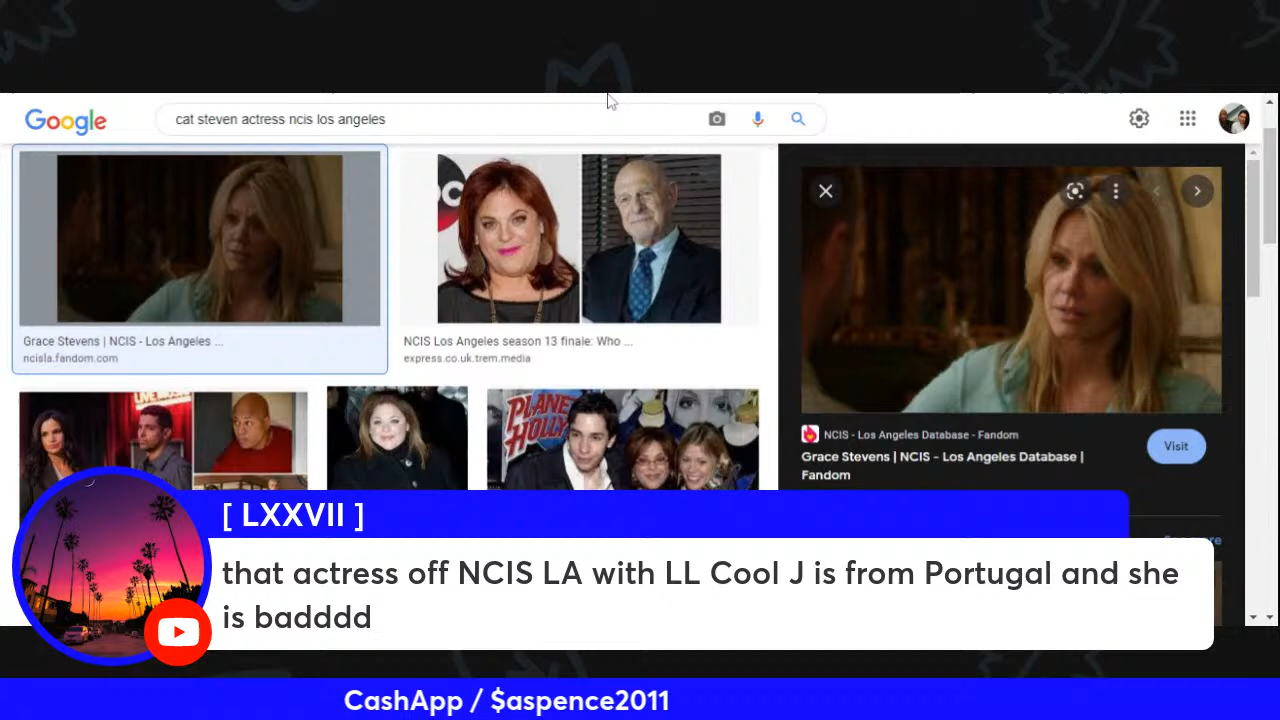 Google
cat steven actress ncis los angeles
Grace Stevens | NCIS - Los Angeles ...
ncisla.fandom.com
NCIS Los Angeles season 13 finale: Who ...
express.co.uk.trem.media
PLANET
HOLLY
NCIS - Los Angeles Database - Fandom
Grace Stevens | NCIS - Los Angeles Database |
Fandom
Visit
[ LXXVII ]
that actress off NCIS LA with LL Cool J is from Portugal and she
is badddd
CashApp / $aspence2011